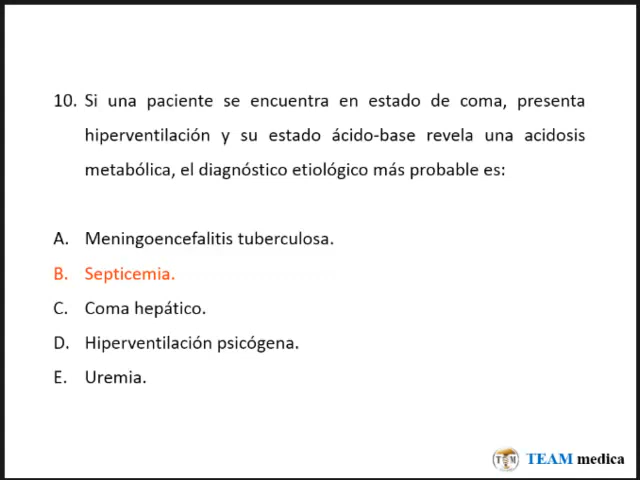 10. Si una paciente se encuentra en estado de coma, presenta
hiperventilación y su estado ácido-base revela una acidosis
metabólica, el diagnóstico etiológico más probable es:
A. Meningoencefalitis tuberculosa.
B. Septicemia.
C. Coma hepático.
D. Hiperventilación psicógena.
E. Uremia.
TEAM medica